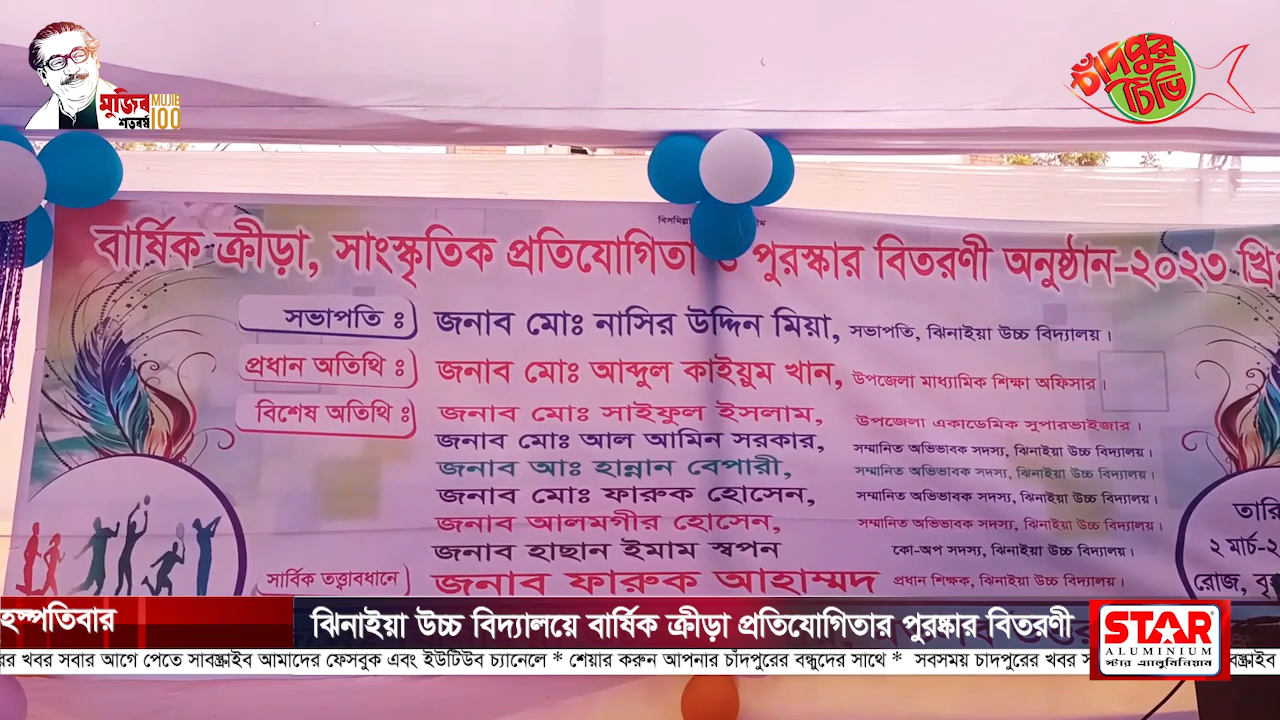 মুজিব
শতবর্ষ
MUJIB
100
চাঁদপুর
টিভি
বার্ষিক ক্রীড়া, সাংস্কৃতিক প্রতিযোগিতা ও পুরস্কার বিতরণী অনুষ্ঠান-২০২৩
সভাপতি ঃ জনাব মোঃ নাসির উদ্দিন মিয়া, সভাপতি, ঝিনাইয়া উচ্চ বিদ্যালয়।
প্রধান অতিথি ঃ জনাব মোঃ আব্দুল কাইয়ুম খান, উপজেলা মাধ্যমিক শিক্ষা অফিসার।
বিশেষ অতিথি ঃ জনাব মোঃ সাইফুল ইসলাম, উপজেলা একাডেমিক সুপারভাইজার।
জনাব মোঃ আল আমিন সরকার, সম্মানিত অভিভাবক সদস্য, ঝিনাইয়া উচ্চ বিদ্যালয়।
জনাব আঃ হান্নান বেপারী, সম্মানিত অভিভাবক সদস্য, ঝিনাইয়া উচ্চ বিদ্যালয়।
জনাব মোঃ ফারুক হোসেন, সম্মানিত অভিভাবক সদস্য, ঝিনাইয়া উচ্চ বিদ্যালয়।
জনাব আলমগীর হোসেন, সম্মানিত অভিভাবক সদস্য, ঝিনাইয়া উচ্চ বিদ্যালয়।
জনাব হাছান ইমাম স্বপন কো-অপ সদস্য, ঝিনাইয়া উচ্চ বিদ্যালয়।
সার্বিক তত্ত্বাবধানে জনাব ফারুক আহাম্মদ প্রধান শিক্ষক, ঝিনাইয়া উচ্চ বিদ্যালয়।
২ মার্চ-২
রোজ,
হস্পতিবার
ঝিনাইয়া উচ্চ বিদ্যালয়ে বার্ষিক ক্রীড়া প্রতিযোগিতার পুরষ্কার বিতরণী
STAR
ALUMINIUM
স্টার এ্যালুবিনিয়াব
খবর সবার আগে পেতে সাবস্ক্রাইব আমাদের ফেসবুক এবং ইউটিউব চ্যানেলে * শেয়ার করুন আপনার চাঁদপুরের বন্ধুদের সাথে * সবসময় চাদপুরের খবর